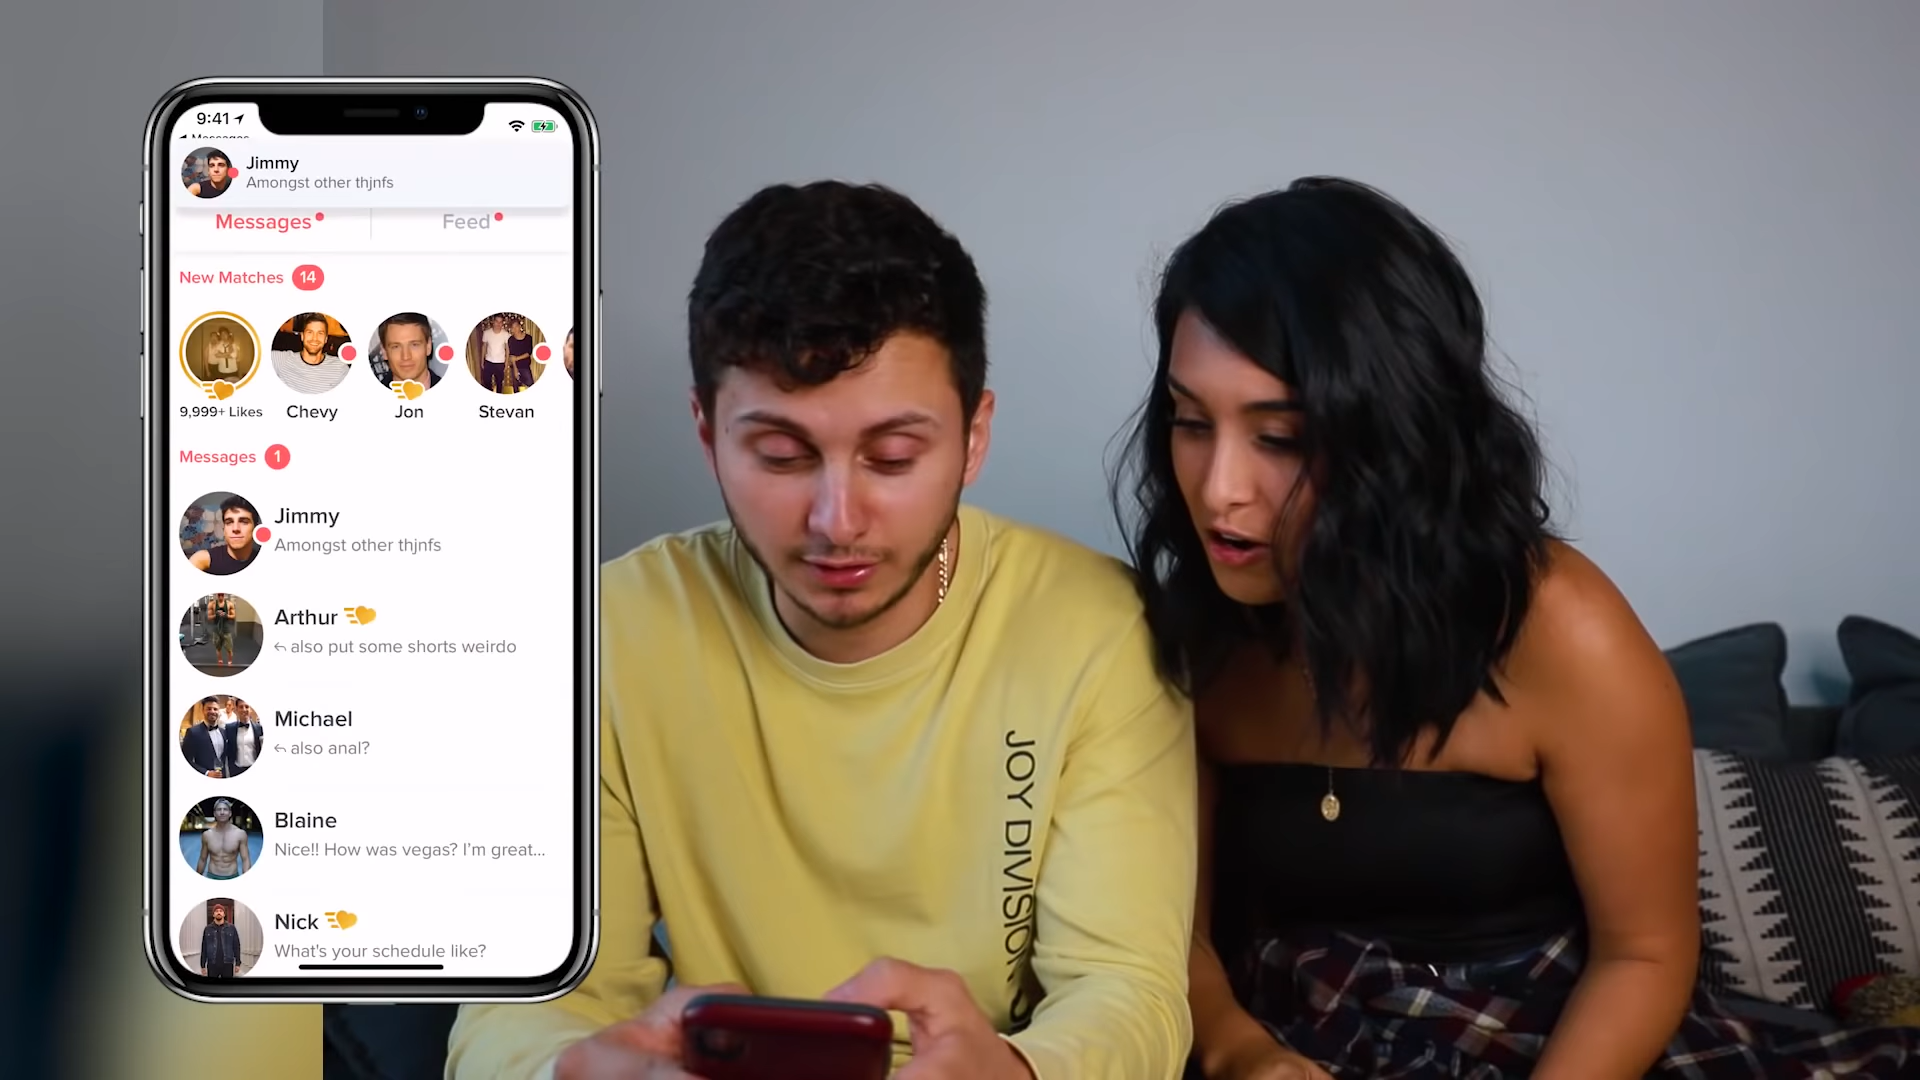 9:41
Messages
Jimmy
Amongst other thjnfs
Messages
Feed
New Matches 14
9,999+ Likes
Chevy
Jon
Stevan
Messages 1
Jimmy
Amongst other thjnfs
Arthur
also put some shorts weirdo
Michael
also anal?
Blaine
Nice!! How was vegas? I'm great...
Nick
What's your schedule like?
JOY DIVISION